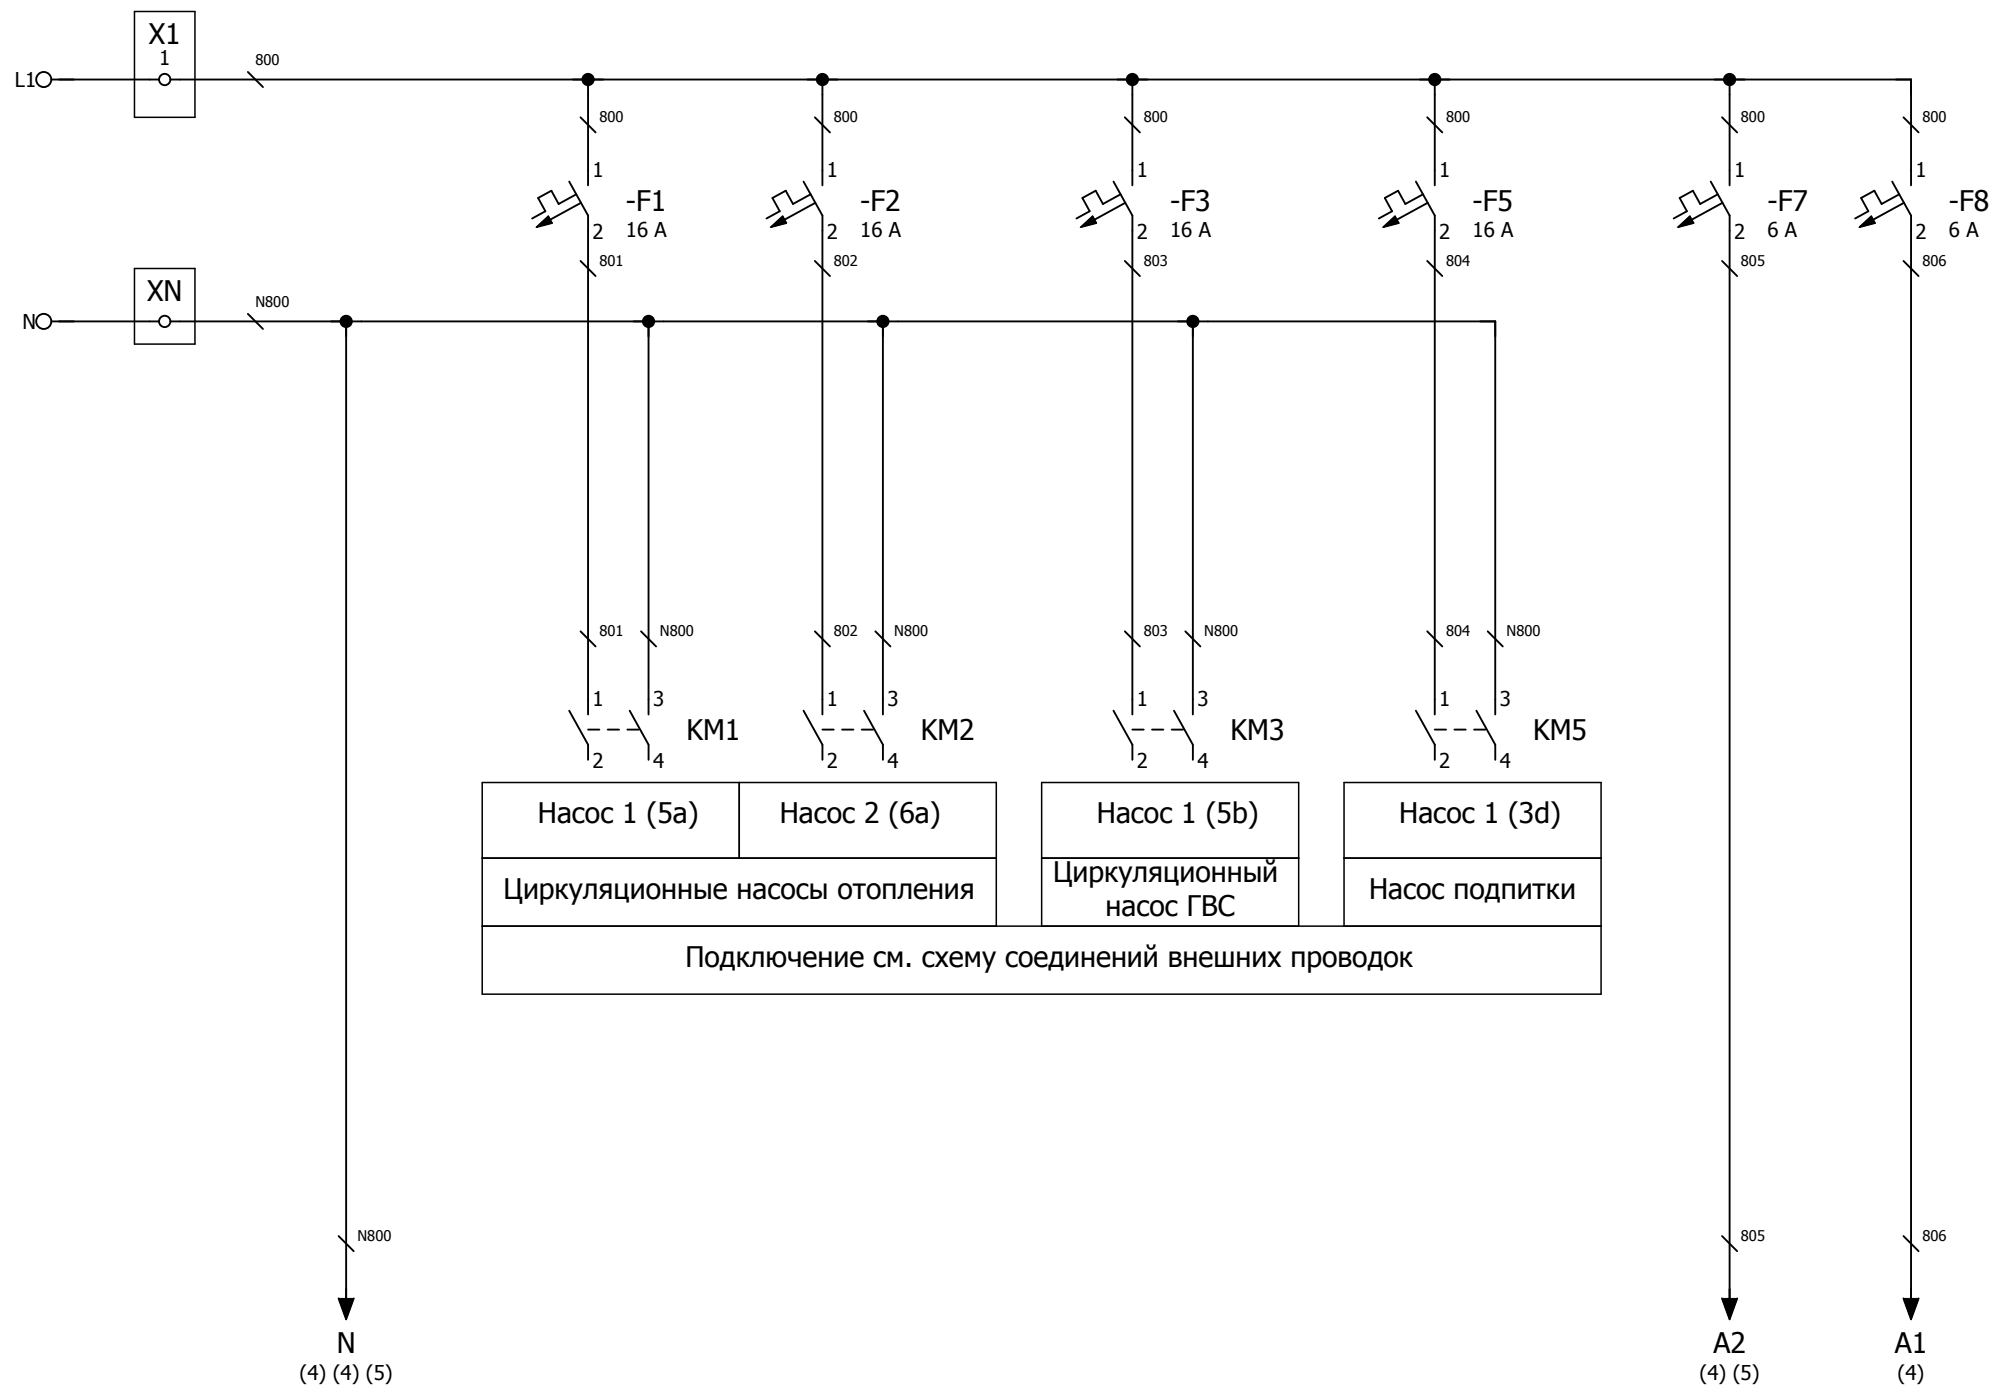 X1
1
L1
800
800
800
800
800
800
800
1
1
1
1
1
1
-F1
-F2
-F3
-F5
-F7
-F8
2
16 A
2
16 A
2
16 A
2
16 A
2
6 A
2
6 A
801
802
803
804
805
806
XN
N
N800
801
N800
802
N800
803
N800
804
N800
1
3
1
3
1
3
1
3
KM1
KM2
KM3
KM5
2
4
2
4
2
4
2
4
Насос 1 (5a)
Насос 2 (6a)
Насос 1 (5b)
Насос 1 (3d)
Циркуляционные насосы отопления
Циркуляционный
насос ГВС
Насос подпитки
Подключение см. схему соединений внешних проводок
N800
805
806
N
A2
A1
(4) (4) (5)
(4) (5)
(4)